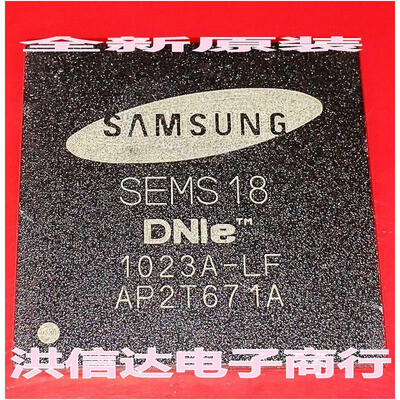 全新原装
SAMSUNG
SEMS18
DNIe™
1023A-LF
AP2T671A
洪信达电子商行